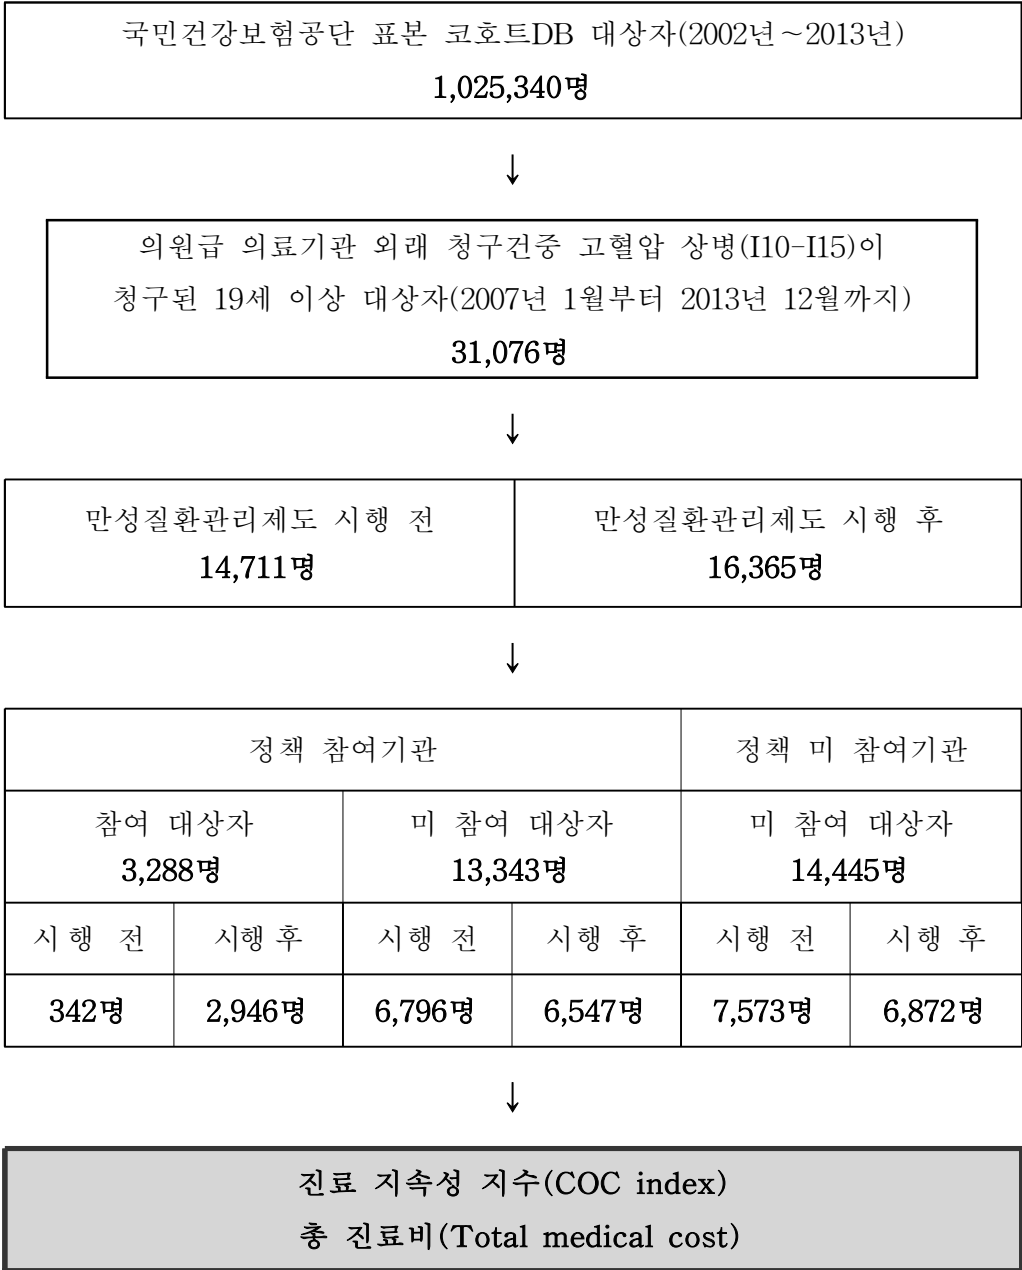 국민건강보험공단 표본 코호트DB 대상자(2002년~2013년)
1,025,340명
↓
의원급 의료기관 외래 청구건중 고혈압 상병(I10-I15)이
청구된 19세 이상 대상자(2007년 1월부터 2013년 12월까지)
31,076명
↓
만성질환관리제도 시행 전 만성질환관리제도 시행 후
14,711명 16,365명
↓
정책 참여기관 정책 미 참여기관
참여 대상자 미 참여 대상자 미 참여 대상자
3,288명 13,343명 14,445명
시행 전 시행 후 시행 전 시행 후 시행 전 시행 후
342명 2,946명 6,796명 6,547명 7,573명 6,872명
↓
진료 지속성 지수(COC index)
총 진료비(Total medical cost)